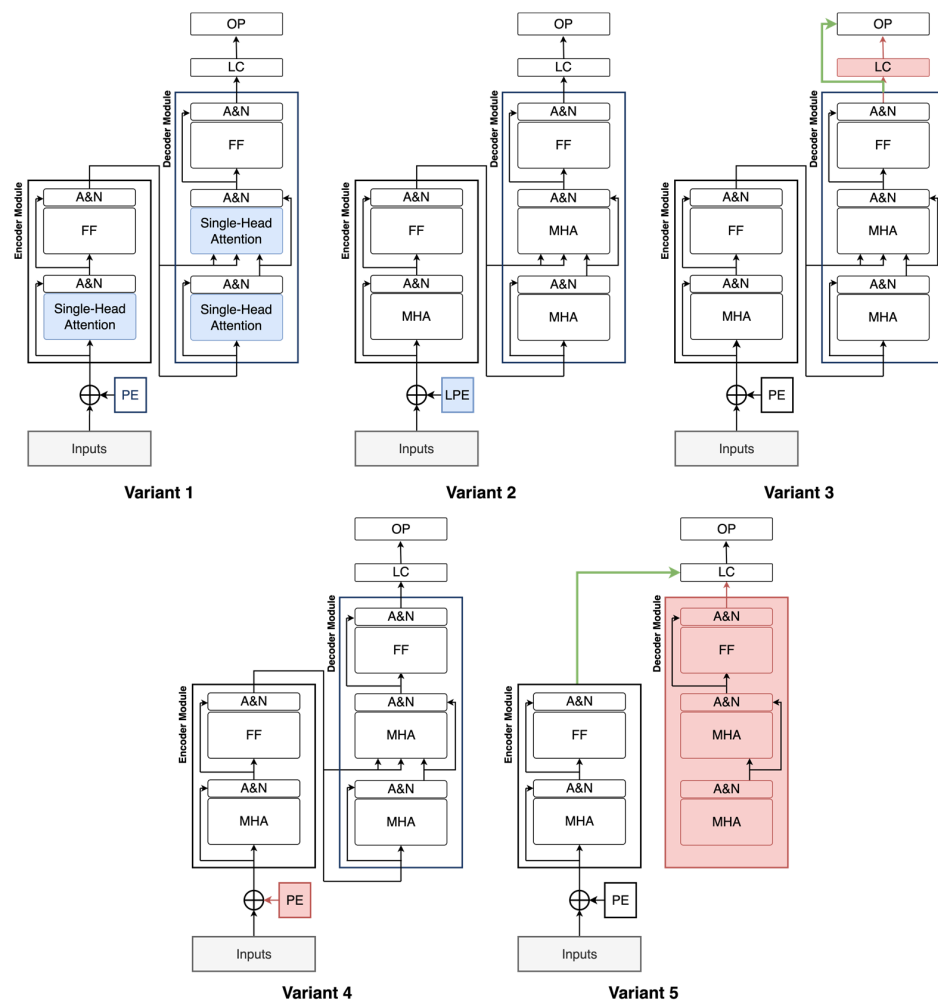 OP
LC
Decoder Module
A&N
FF
A&N
Single-Head
Attention
A&N
Single-Head
Attention
Encoder Module
A&N
FF
A&N
Single-Head
Attention
PE
Inputs
Variant 1
OP
LC
Decoder Module
A&N
FF
A&N
MHA
A&N
MHA
Encoder Module
A&N
FF
A&N
MHA
LPE
Inputs
Variant 2
OP
LC
Decoder Module
A&N
FF
A&N
MHA
A&N
MHA
Encoder Module
A&N
FF
A&N
MHA
PE
Inputs
Variant 3
OP
LC
Decoder Module
A&N
FF
A&N
MHA
A&N
MHA
Encoder Module
A&N
FF
A&N
MHA
PE
Inputs
Variant 4
OP
LC
Decoder Module
A&N
FF
A&N
MHA
A&N
MHA
Encoder Module
A&N
FF
A&N
MHA
PE
Inputs
Variant 5